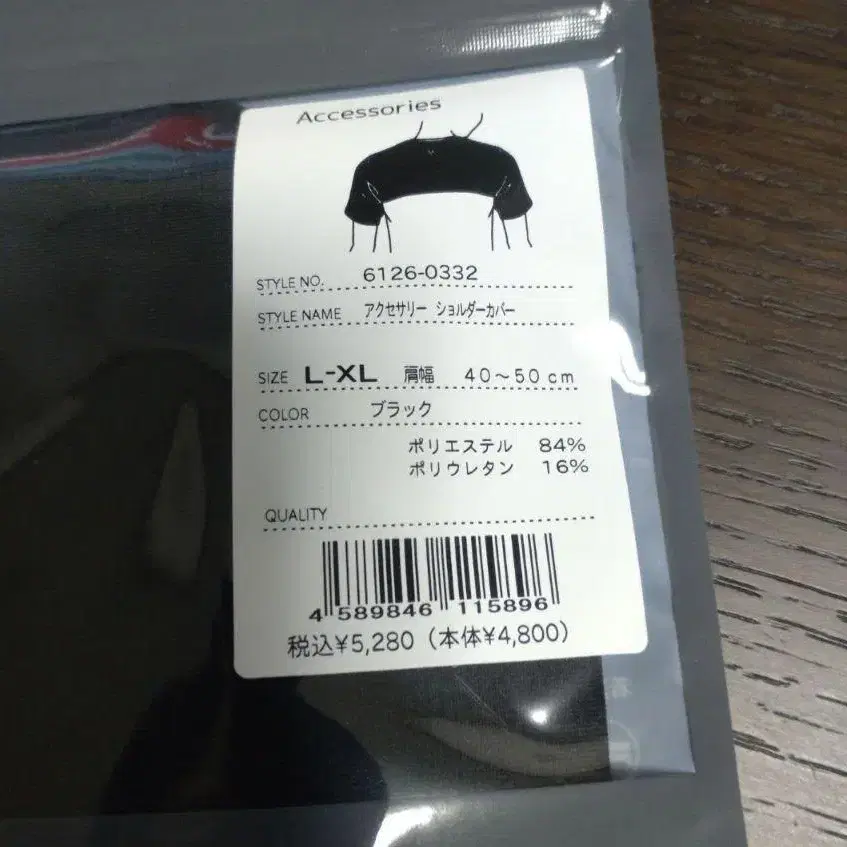 Accessories
STYLE NO. 6126-0332
STYLE NAME アクセサリー ショルダーカバー
SIZE L-XL 肩幅 40～50cm
COLOR ブラック
ポリエステル 84%
ポリウレタン 16%
QUALITY
4 589846 115896
税込¥5,280（本体¥4,800）